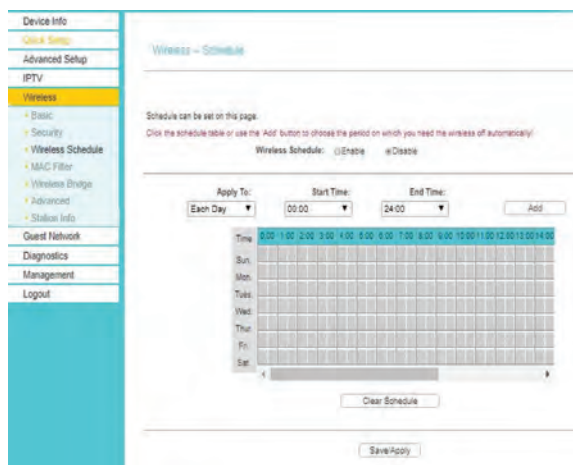 Device Info
Quick Setup
Advanced Setup
IPTV
Wireless
Basic
Security
Wireless Schedule
MAC Filter
Wireless Bridge
Advanced
Station Info
Guest Network
Diagnostics
Management
Logout
Wireless -- Schedule
Schedule can be set on this page.
Click the schedule table or use the 'Add' button to choose the period on which you need the wireless off automatically!
Wireless Schedule: Enable Disable
Apply To: Start Time: End Time:
Each Day 00:00 24:00 Add
Time 0:00 1:00 2:00 3:00 4:00 5:00 6:00 7:00 8:00 9:00 10:00 11:00 12:00 13:00 14:00
Sun.
Mon.
Tues.
Wed.
Thur.
Fri.
Sat.
Clear Schedule
Save/Apply